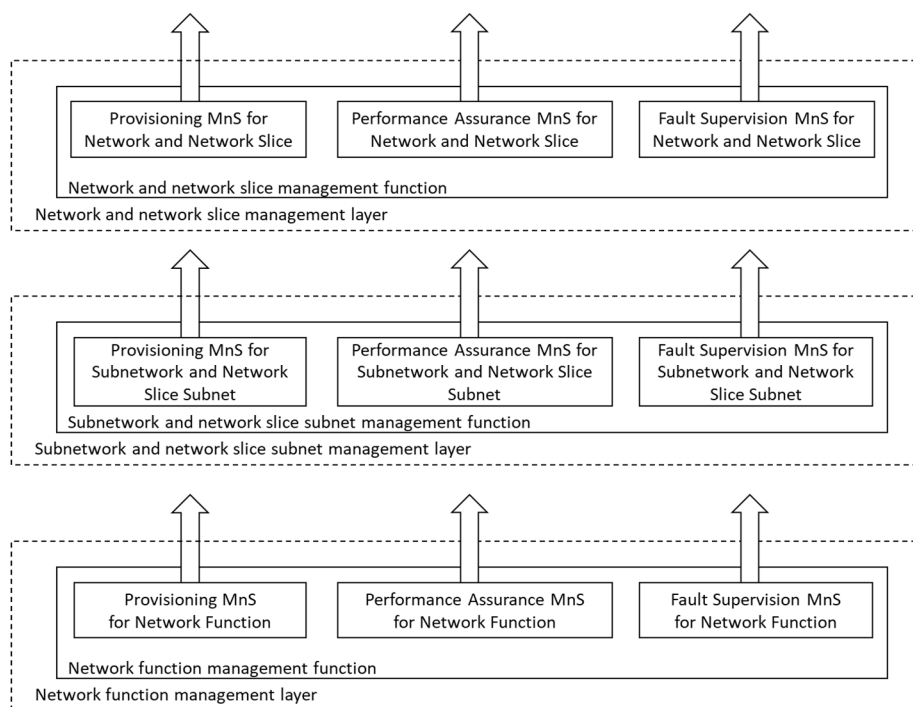 Provisioning MnS for
Network and Network Slice
Performance Assurance MnS for
Network and Network Slice
Fault Supervision MnS for
Network and Network Slice
Network and network slice management function
Network and network slice management layer
Provisioning MnS for
Subnetwork and Network
Slice Subnet
Performance Assurance MnS for
Subnetwork and Network Slice
Subnet
Fault Supervision MnS for
Subnetwork and Network
Slice Subnet
Subnetwork and network slice subnet management function
Subnetwork and network slice subnet management layer
Provisioning MnS
for Network Function
Performance Assurance MnS
for Network Function
Fault Supervision MnS
for Network Function
Network function management function
Network function management layer